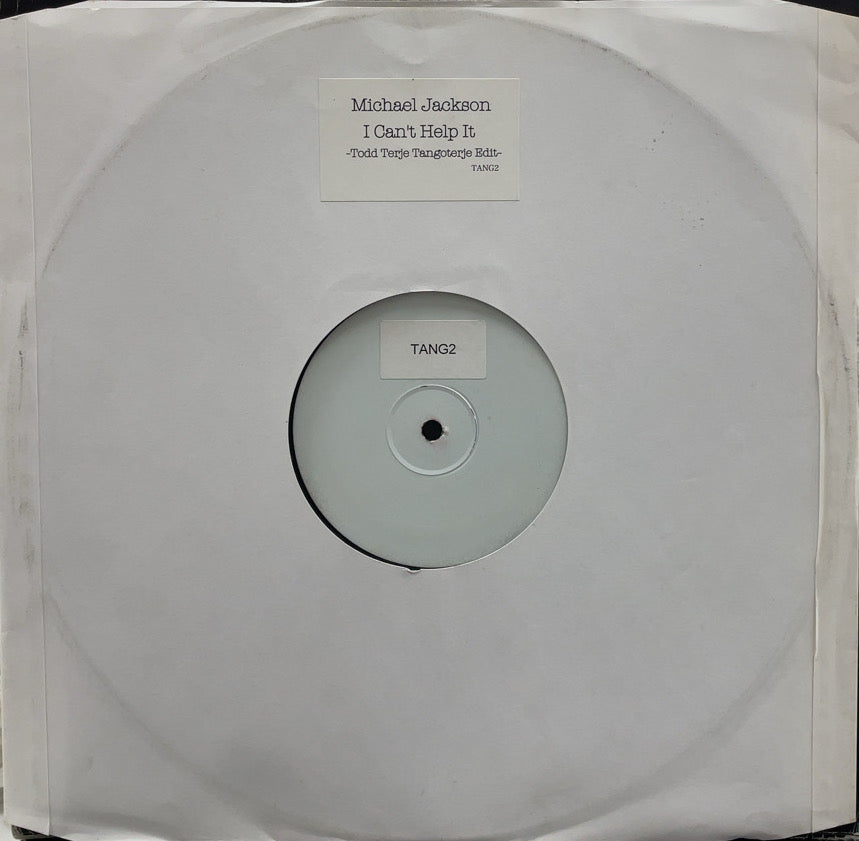 Michael Jackson
I Can't Help It
-Todd Terje Tangoterje Edit-
TANG2
TANG2